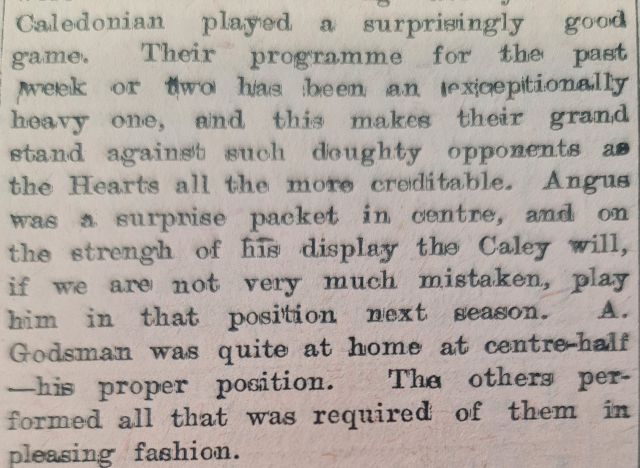 Caledonian played a surprisingly good
game. Their programme for the past
week or two has been an exceptionally
heavy one, and this makes their grand
stand against such doughty opponents as
the Hearts all the more creditable. Angus
was a surprise packet in centre, and on
the strengh of his display the Caley will,
if we are not very much mistaken, play
him in that position next season. A.
Godsman was quite at home at centre-half
—his proper position. The others per-
formed all that was required of them in
pleasing fashion.